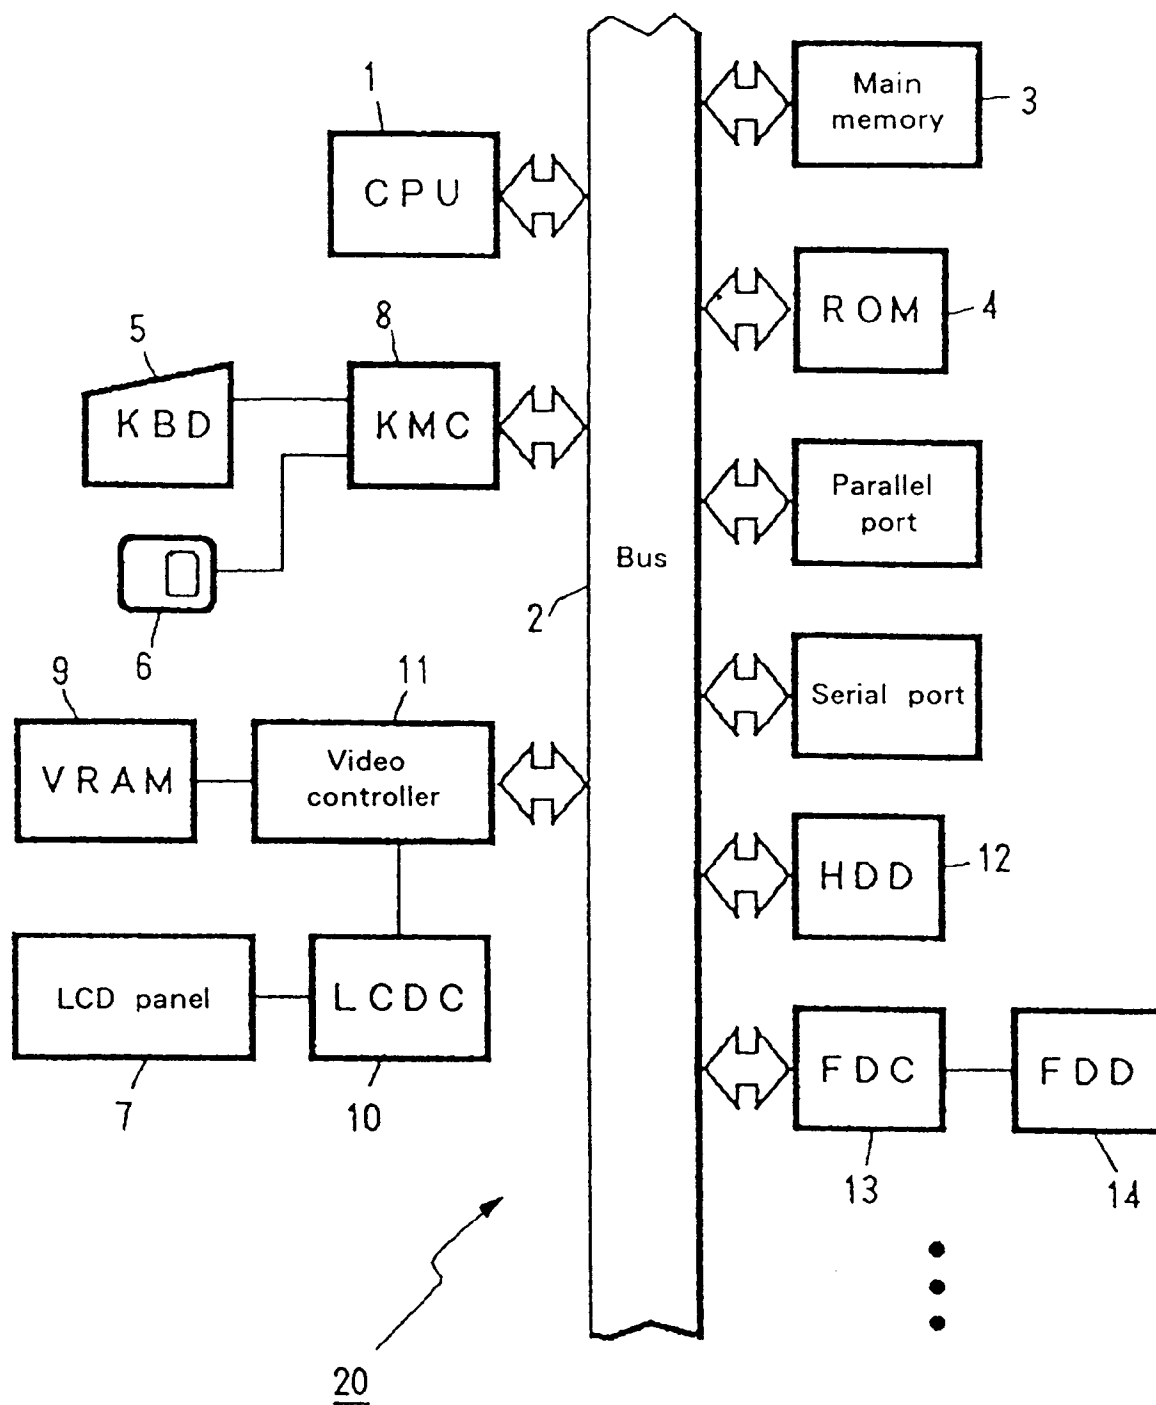 1
CPU
Main
memory
3
ROM
4
5
KBD
8
KMC
Parallel
port
6
Bus
2
Serial port
9
VRAM
11
Video
controller
HDD
12
LCD panel
7
LCDC
10
FDC
13
FDD
14
20